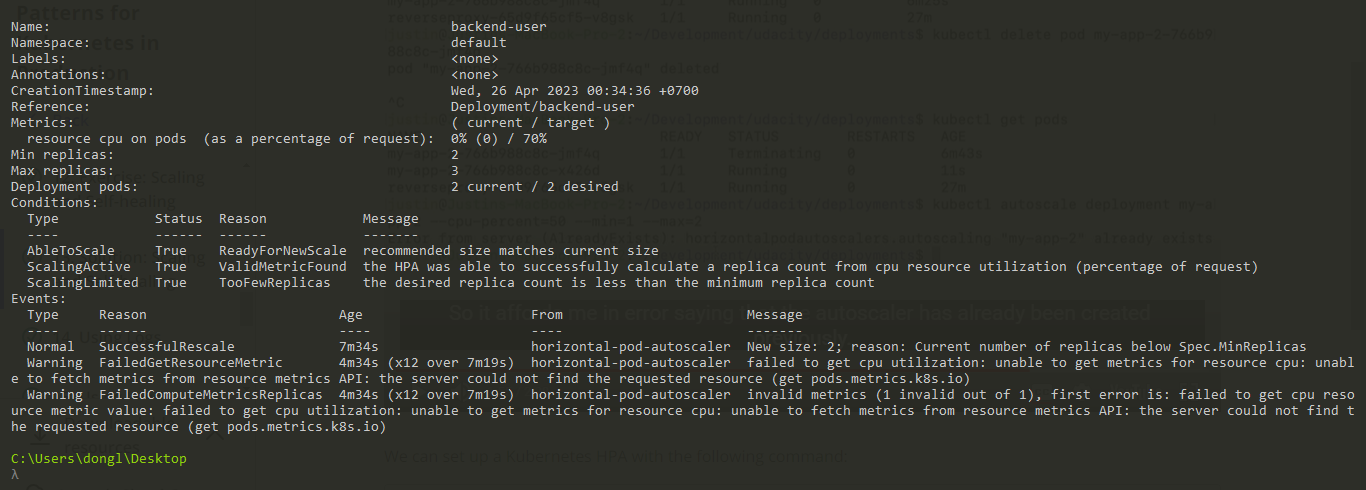 Name:                                                  backend-user
Namespace:                                             default
Labels:                                                <none>
Annotations:                                           <none>
CreationTimestamp:                                     Wed, 26 Apr 2023 00:34:36 +0700
Reference:                                             Deployment/backend-user
Metrics:                                               ( current / target )
  resource cpu on pods  (as a percentage of request):  0% (0) / 70%
Min replicas:                                          2
Max replicas:                                          3
Deployment pods:                                       2 current / 2 desired
Conditions:
  Type            Status  Reason            Message
  ----            ------  ------            -------
  AbleToScale     True    ReadyForNewScale  recommended size matches current size
  ScalingActive   True    ValidMetricFound  the HPA was able to successfully calculate a replica count from cpu resource utilization (percentage of request)
  ScalingLimited  True    TooFewReplicas    the desired replica count is less than the minimum replica count
Events:
  Type     Reason                        Age                     From                       Message
  ----     ------                        ----                    ----                       -------
  Normal   SuccessfulRescale             7m34s                   horizontal-pod-autoscaler  New size: 2; reason: Current number of replicas below Spec.MinReplicas
  Warning  FailedGetResourceMetric       4m34s (x12 over 7m19s)  horizontal-pod-autoscaler  failed to get cpu utilization: unable to get metrics for resource cpu: unabl
e to fetch metrics from resource metrics API: the server could not find the requested resource (get pods.metrics.k8s.io)
  Warning  FailedComputeMetricsReplicas  4m34s (x12 over 7m19s)  horizontal-pod-autoscaler  invalid metrics (1 invalid out of 1), first error is: failed to get cpu reso
urce metric value: failed to get cpu utilization: unable to get metrics for resource cpu: unable to fetch metrics from resource metrics API: the server could not find t
he requested resource (get pods.metrics.k8s.io)
C:\Users\dongl\Desktop
λ